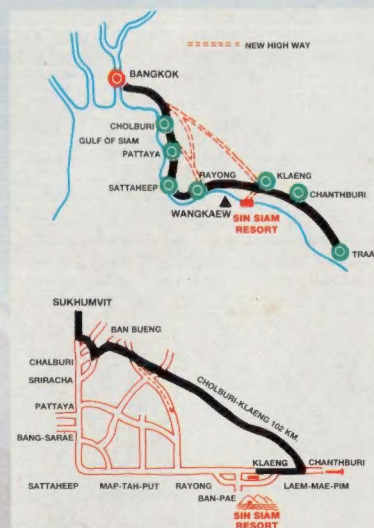 NEW HIGH WAY
BANGKOK
CHOLBURI
GULF OF SIAM
PATTAYA
RAYONG
KLAENG
SATTAHEEP
CHANTHBURI
WANGKAEW
SIN SIAM
RESORT
TRAA
SUKHUMVIT
BAN BUENG
CHALBURI
SRIRACHA
CHOLBURI-KLAENG 102 KM.
PATTAYA
BANG-SARAE
KLAENG
CHANTHBURI
SATTAHEEP
MAP-TAH-PUT
RAYONG
LAEM-MAE-PIM
BAN-PAE
SIN SIAM
RESORT